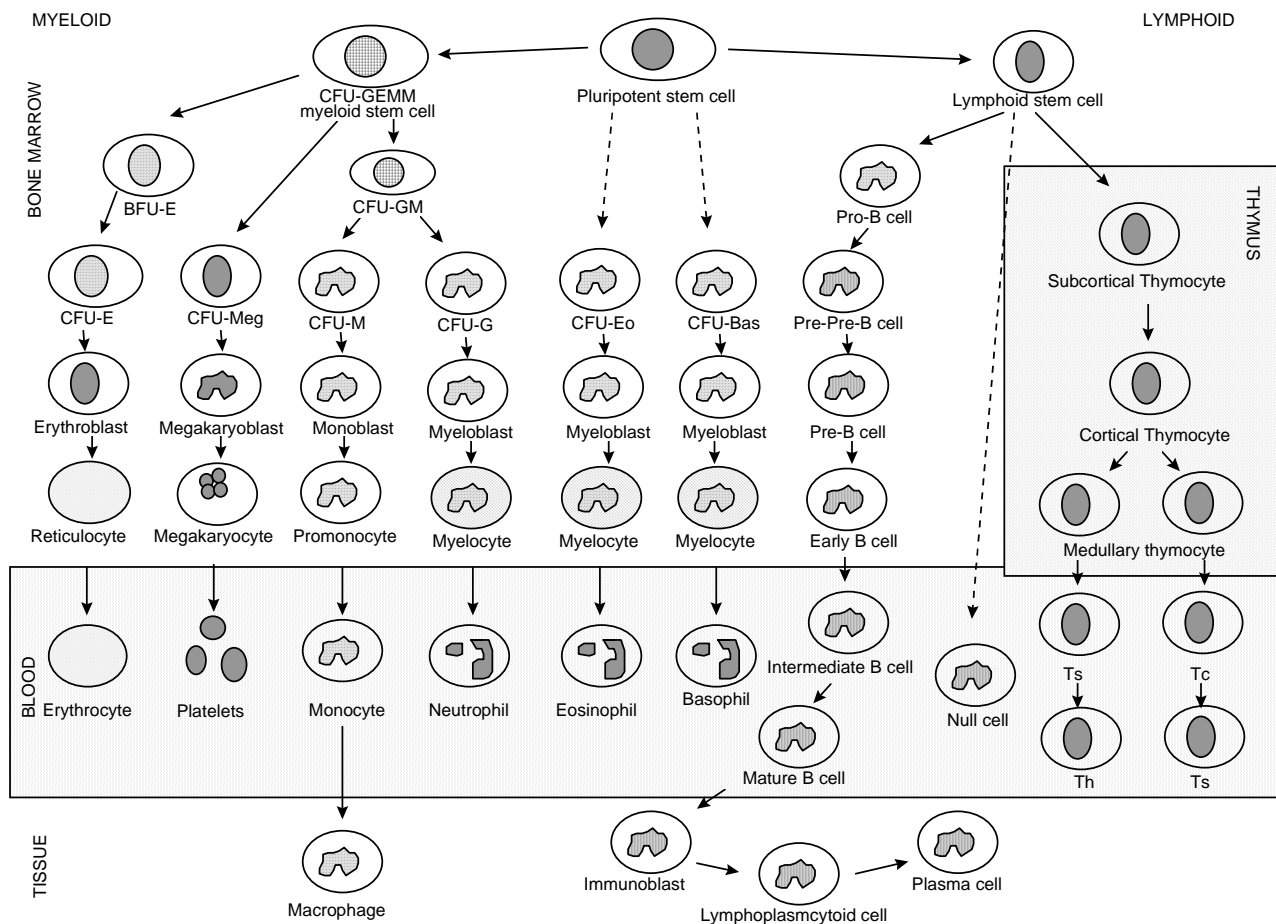 MYELOID
LYMPHOID
BONE MARROW
CFU-GEMM
myeloid stem cell
Pluripotent stem cell
Lymphoid stem cell
BFU-E
CFU-GM
Pro-B cell
THYMUS
Subcortical Thymocyte
CFU-E
CFU-Meg
CFU-M
CFU-G
CFU-Eo
CFU-Bas
Pre-Pre-B cell
Erythroblast
Megakaryoblast
Monoblast
Myeloblast
Myeloblast
Myeloblast
Pre-B cell
Cortical Thymocyte
Reticulocyte
Megakaryocyte
Promonocyte
Myelocyte
Myelocyte
Myelocyte
Early B cell
Medullary thymocyte
BLOOD
Erythrocyte
Platelets
Monocyte
Neutrophil
Eosinophil
Basophil
Intermediate B cell
Null cell
Ts
Tc
Mature B cell
Th
Ts
TISSUE
Macrophage
Immunoblast
Lymphoplasmcytoid cell
Plasma cell